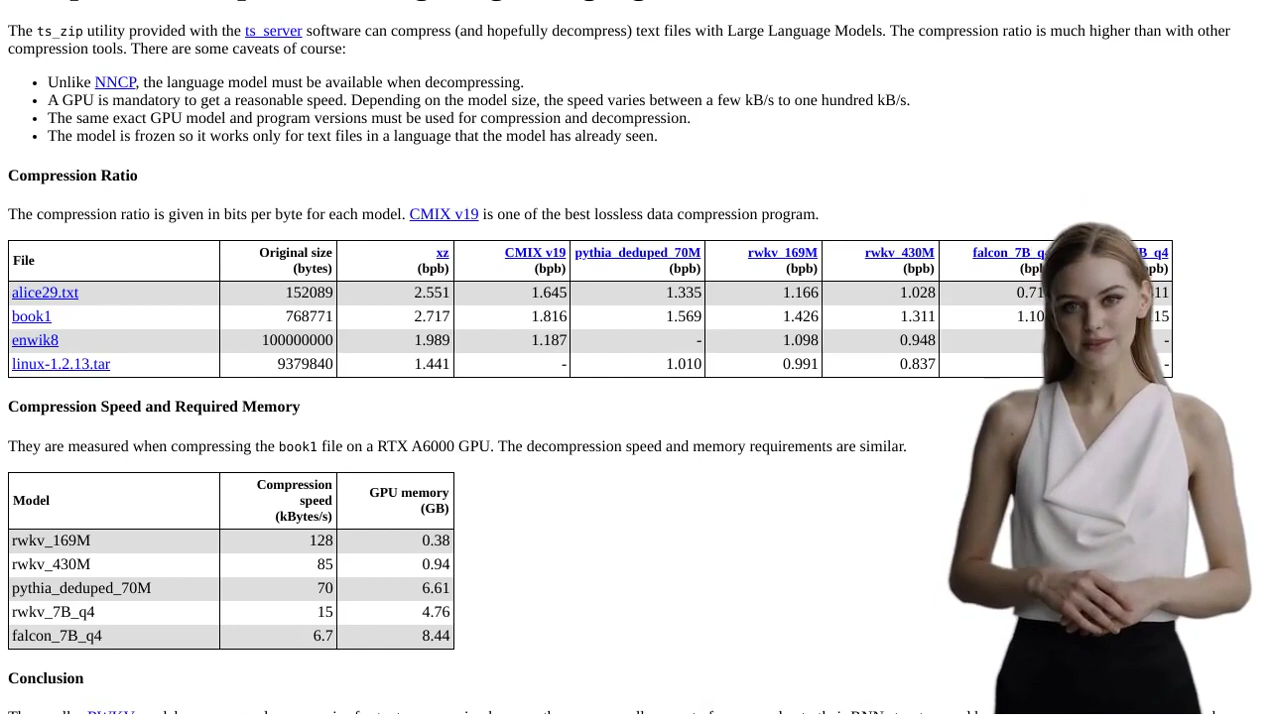 The ts_zip utility provided with the ts_server software can compress (and hopefully decompress) text files with Large Language Models. The compression ratio is much higher than with other
compression tools. There are some caveats of course:
• Unlike NNCP, the language model must be available when decompressing.
• A GPU is mandatory to get a reasonable speed. Depending on the model size, the speed varies between a few kB/s to one hundred kB/s.
• The same exact GPU model and program versions must be used for compression and decompression.
• The model is frozen so it works only for text files in a language that the model has already seen.
Compression Ratio
The compression ratio is given in bits per byte for each model. CMIX v19 is one of the best lossless data compression program.
File Original size (bytes) xz (bpb) CMIX v19 (bpb) pythia_deduped_70M (bpb) rwkv_169M (bpb) rwkv_430M (bpb) falcon_7B_q
alice29.txt 152089 2.551 1.645 1.335 1.166 1.028 0.71 11
book1 768771 2.717 1.816 1.569 1.426 1.311 1.10 15
enwik8 100000000 1.989 1.187 - 1.098 0.948 -
linux-1.2.13.tar 9379840 1.441 - 1.010 0.991 0.837 -
Compression Speed and Required Memory
They are measured when compressing the book1 file on a RTX A6000 GPU. The decompression speed and memory requirements are similar.
Model Compression speed (kBytes/s) GPU memory (GB)
rwkv_169M 128 0.38
rwkv_430M 85 0.94
pythia_deduped_70M 70 6.61
rwkv_7B_q4 15 4.76
falcon_7B_q4 6.7 8.44
Conclusion